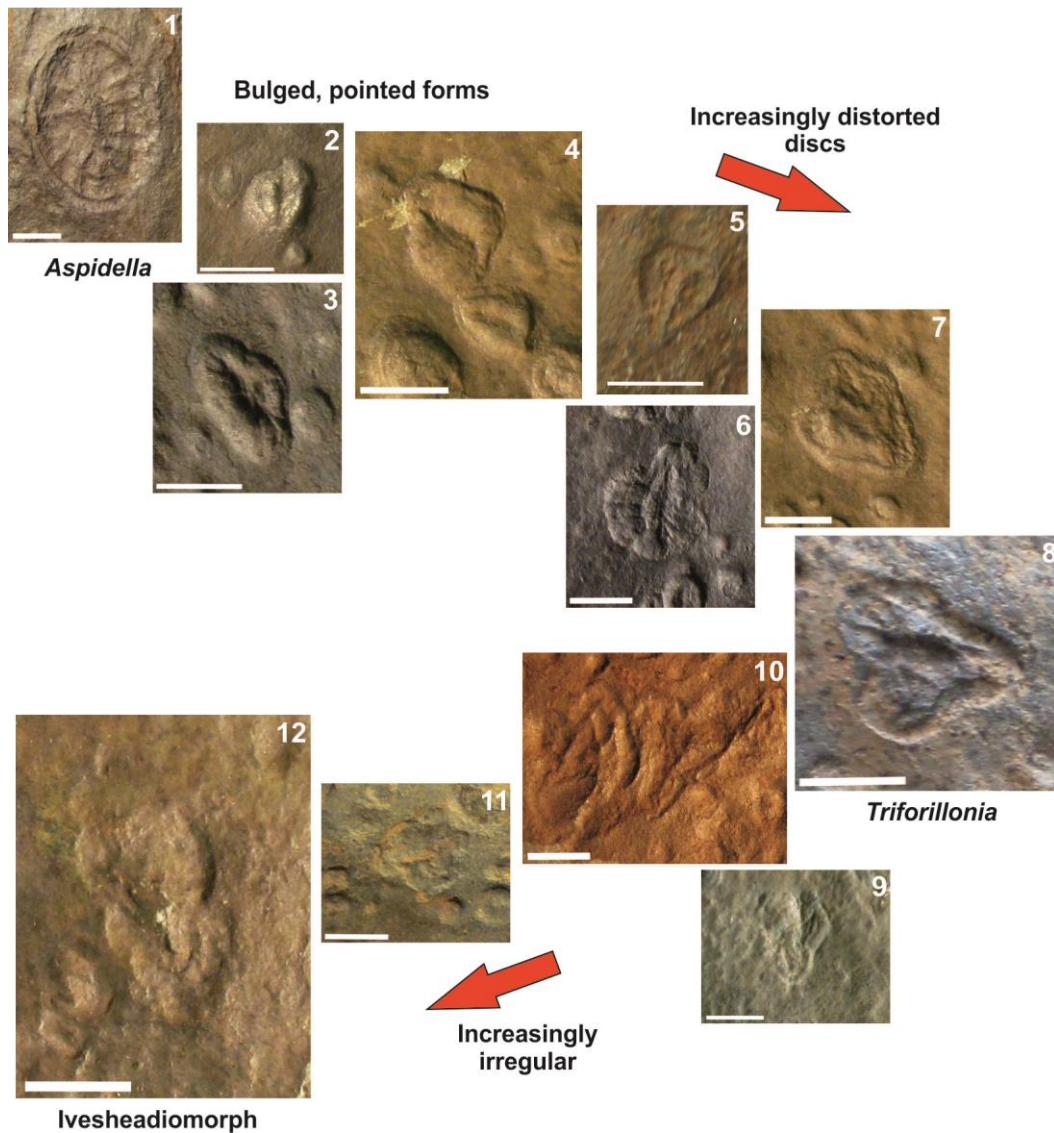 1
Bulged, pointed forms
2
4
Increasingly distorted
discs
5
Aspidella
3
7
6
8
10
12
11
Triforillonia
9
Increasingly
irregular
Ivesheadiomorph